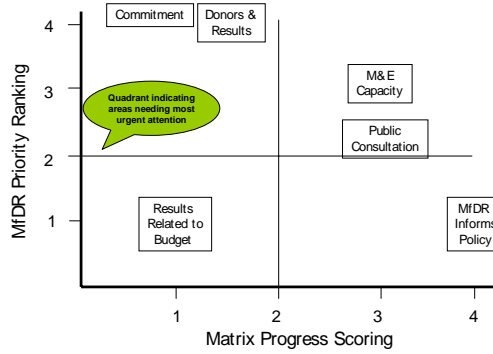 4
Commitment
Donors &
Results
3
M&E
Capacity
Quadrant indicating
areas needing most
urgent attention
MfDR Priority Ranking
Public
Consultation
2
1
Results
Related to
Budget
MfDR
Informs
Policy
1
2
3
4
Matrix Progress Scoring